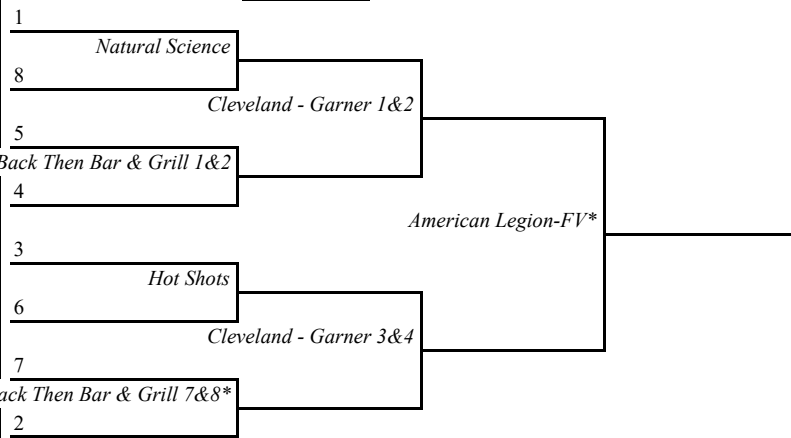 1
Natural Science
8
Cleveland - Garner 1&2
5
Back Then Bar & Grill 1&2
4
American Legion-FV*
3
Hot Shots
6
Cleveland - Garner 3&4
7
ack Then Bar & Grill 7&8*
2